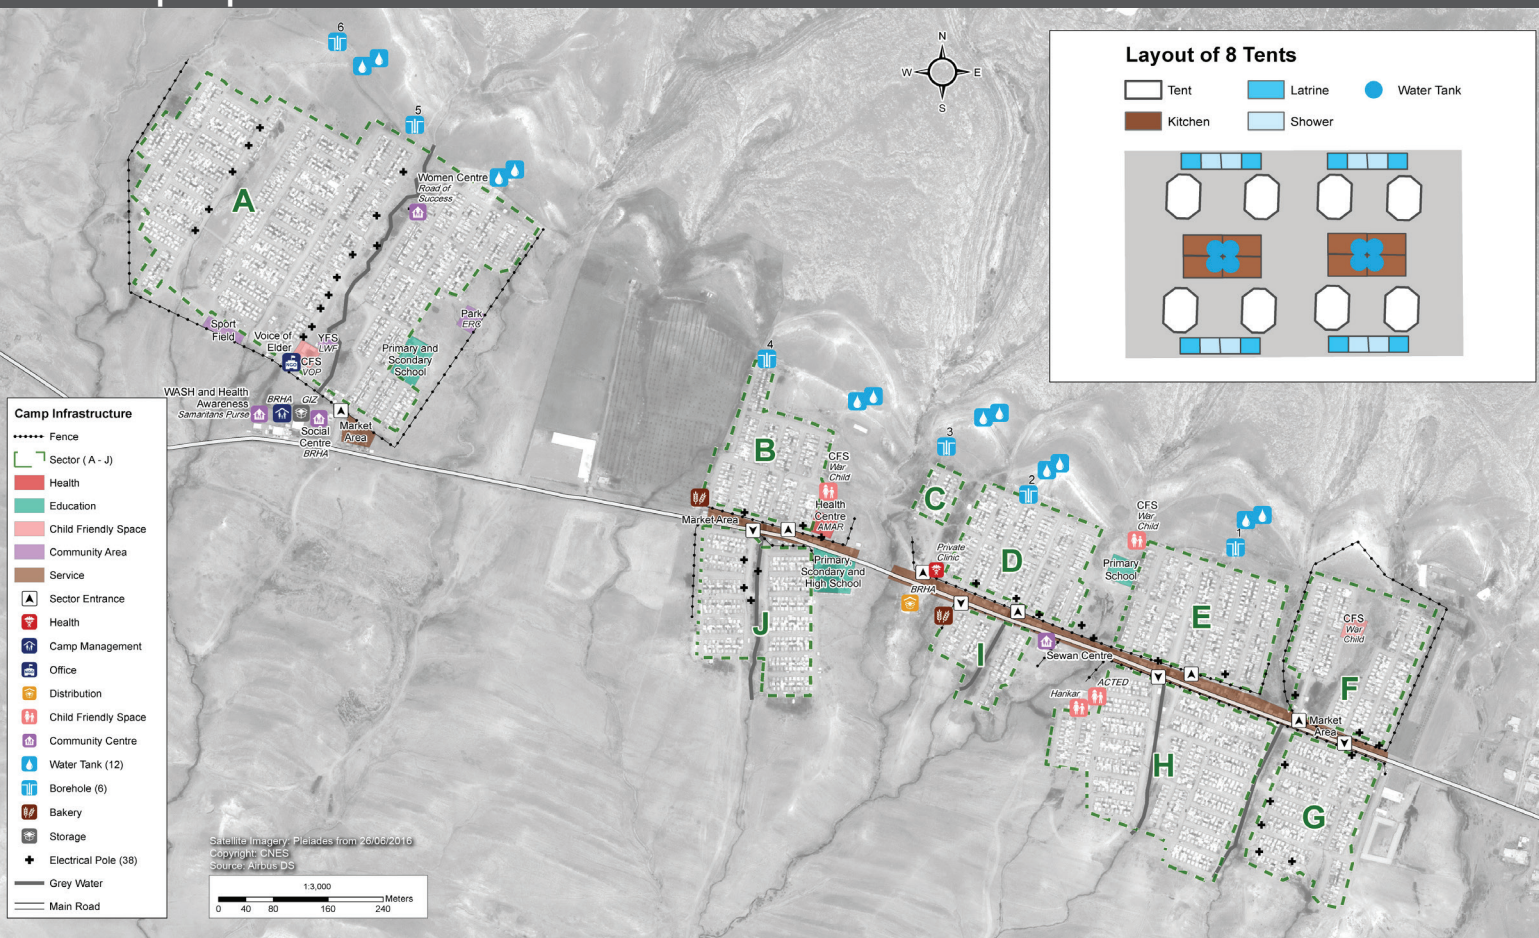 N
W
E
S
Layout of 8 Tents
Tent
Latrine
Water Tank
Kitchen
Shower
6
5
Women Centre
Road of
Success
A
Sport
Field
Voice of
Elder
YFS
LWF
CFS
VOP
Park
ERC
Primary and
Scondary
School
WASH and Health
Awareness
Samaritans Purse
BRHA
GIZ
Social
Centre
BRHA
Market
Area
4
B
CFS
War
Child
Health
Centre
AMAR
Market Area
Primary,
Scondary and
High School
J
3
C
2
D
Private
Clinic
BRHA
I
Sewan Centre
CFS
War
Child
Primary
School
1
E
CFS
War
Child
F
Market
Area
Harikar
ACTED
H
G
Camp Infrastructure
Fence
Sector ( A - J)
Health
Education
Child Friendly Space
Community Area
Service
Sector Entrance
Health
Camp Management
Office
Distribution
Child Friendly Space
Community Centre
Water Tank (12)
Borehole (6)
Bakery
Storage
Electrical Pole (38)
Grey Water
Main Road
Satellite Imagery: Pleiades from 26/06/2016
Copyright: CNES
Source: Airbus DS
1:3,000
Meters
0 40 80 160 240